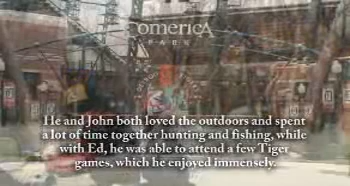 omericA
PARK
He and John both loved the outdoors and spent
a lot of time together hunting and fishing, while
with Ed, he was able to attend a few Tiger
games, which he enjoyed immensely.